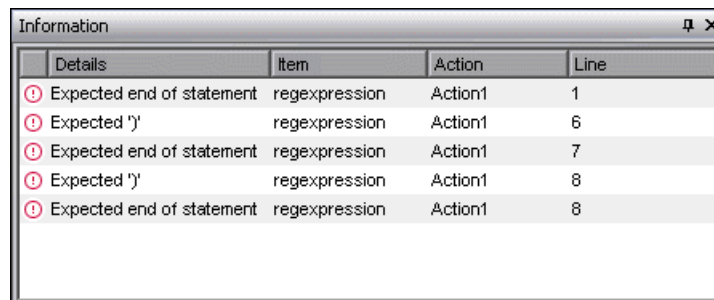 Information
Details Item Action Line
Expected end of statement regexpression Action1 1
Expected ')' regexpression Action1 6
Expected end of statement regexpression Action1 7
Expected ')' regexpression Action1 8
Expected end of statement regexpression Action1 8